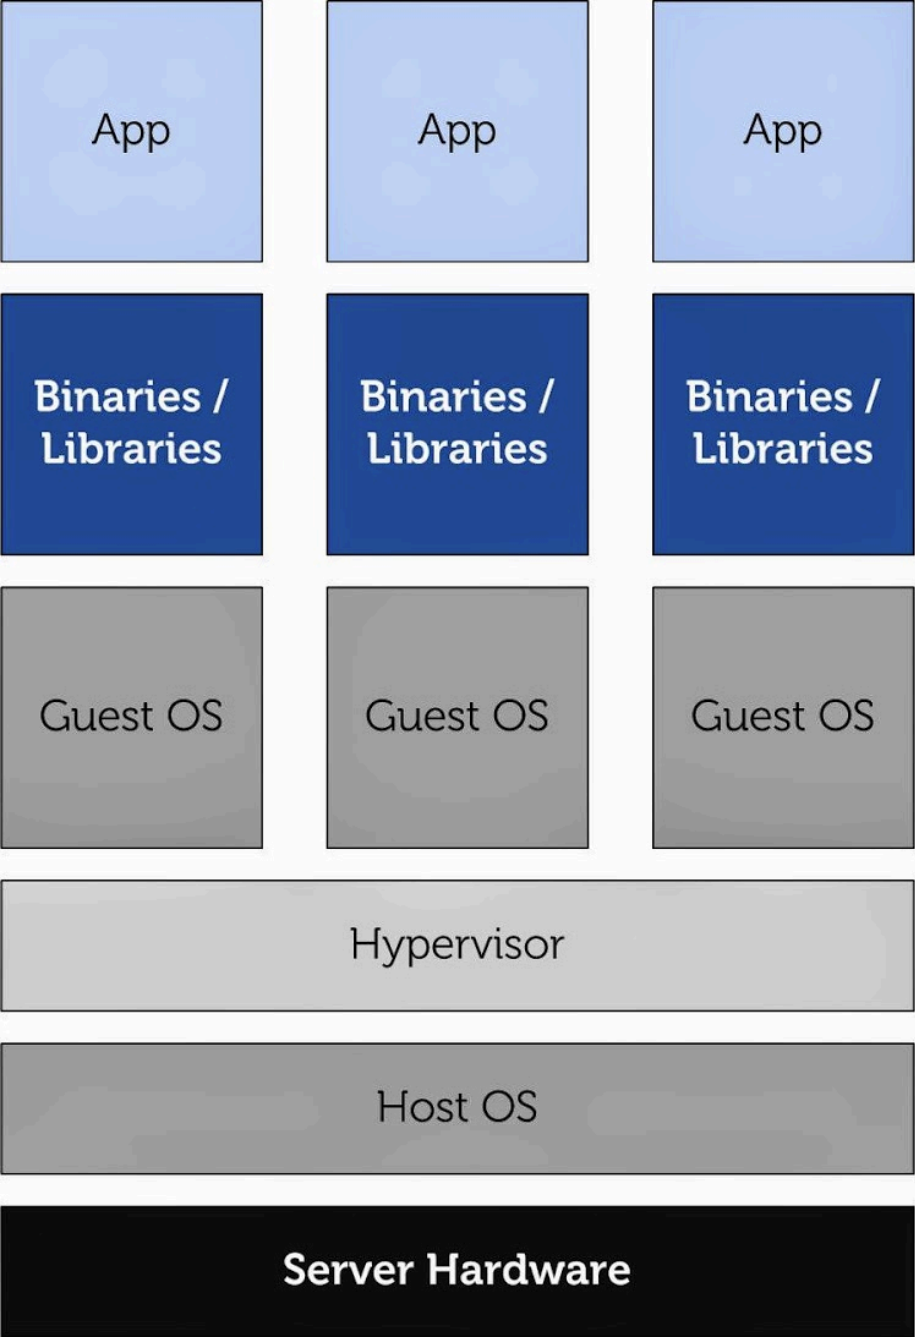 App
App
App
Binaries /
Libraries
Binaries /
Libraries
Binaries /
Libraries
Guest OS
Guest OS
Guest OS
Hypervisor
Host OS
Server Hardware